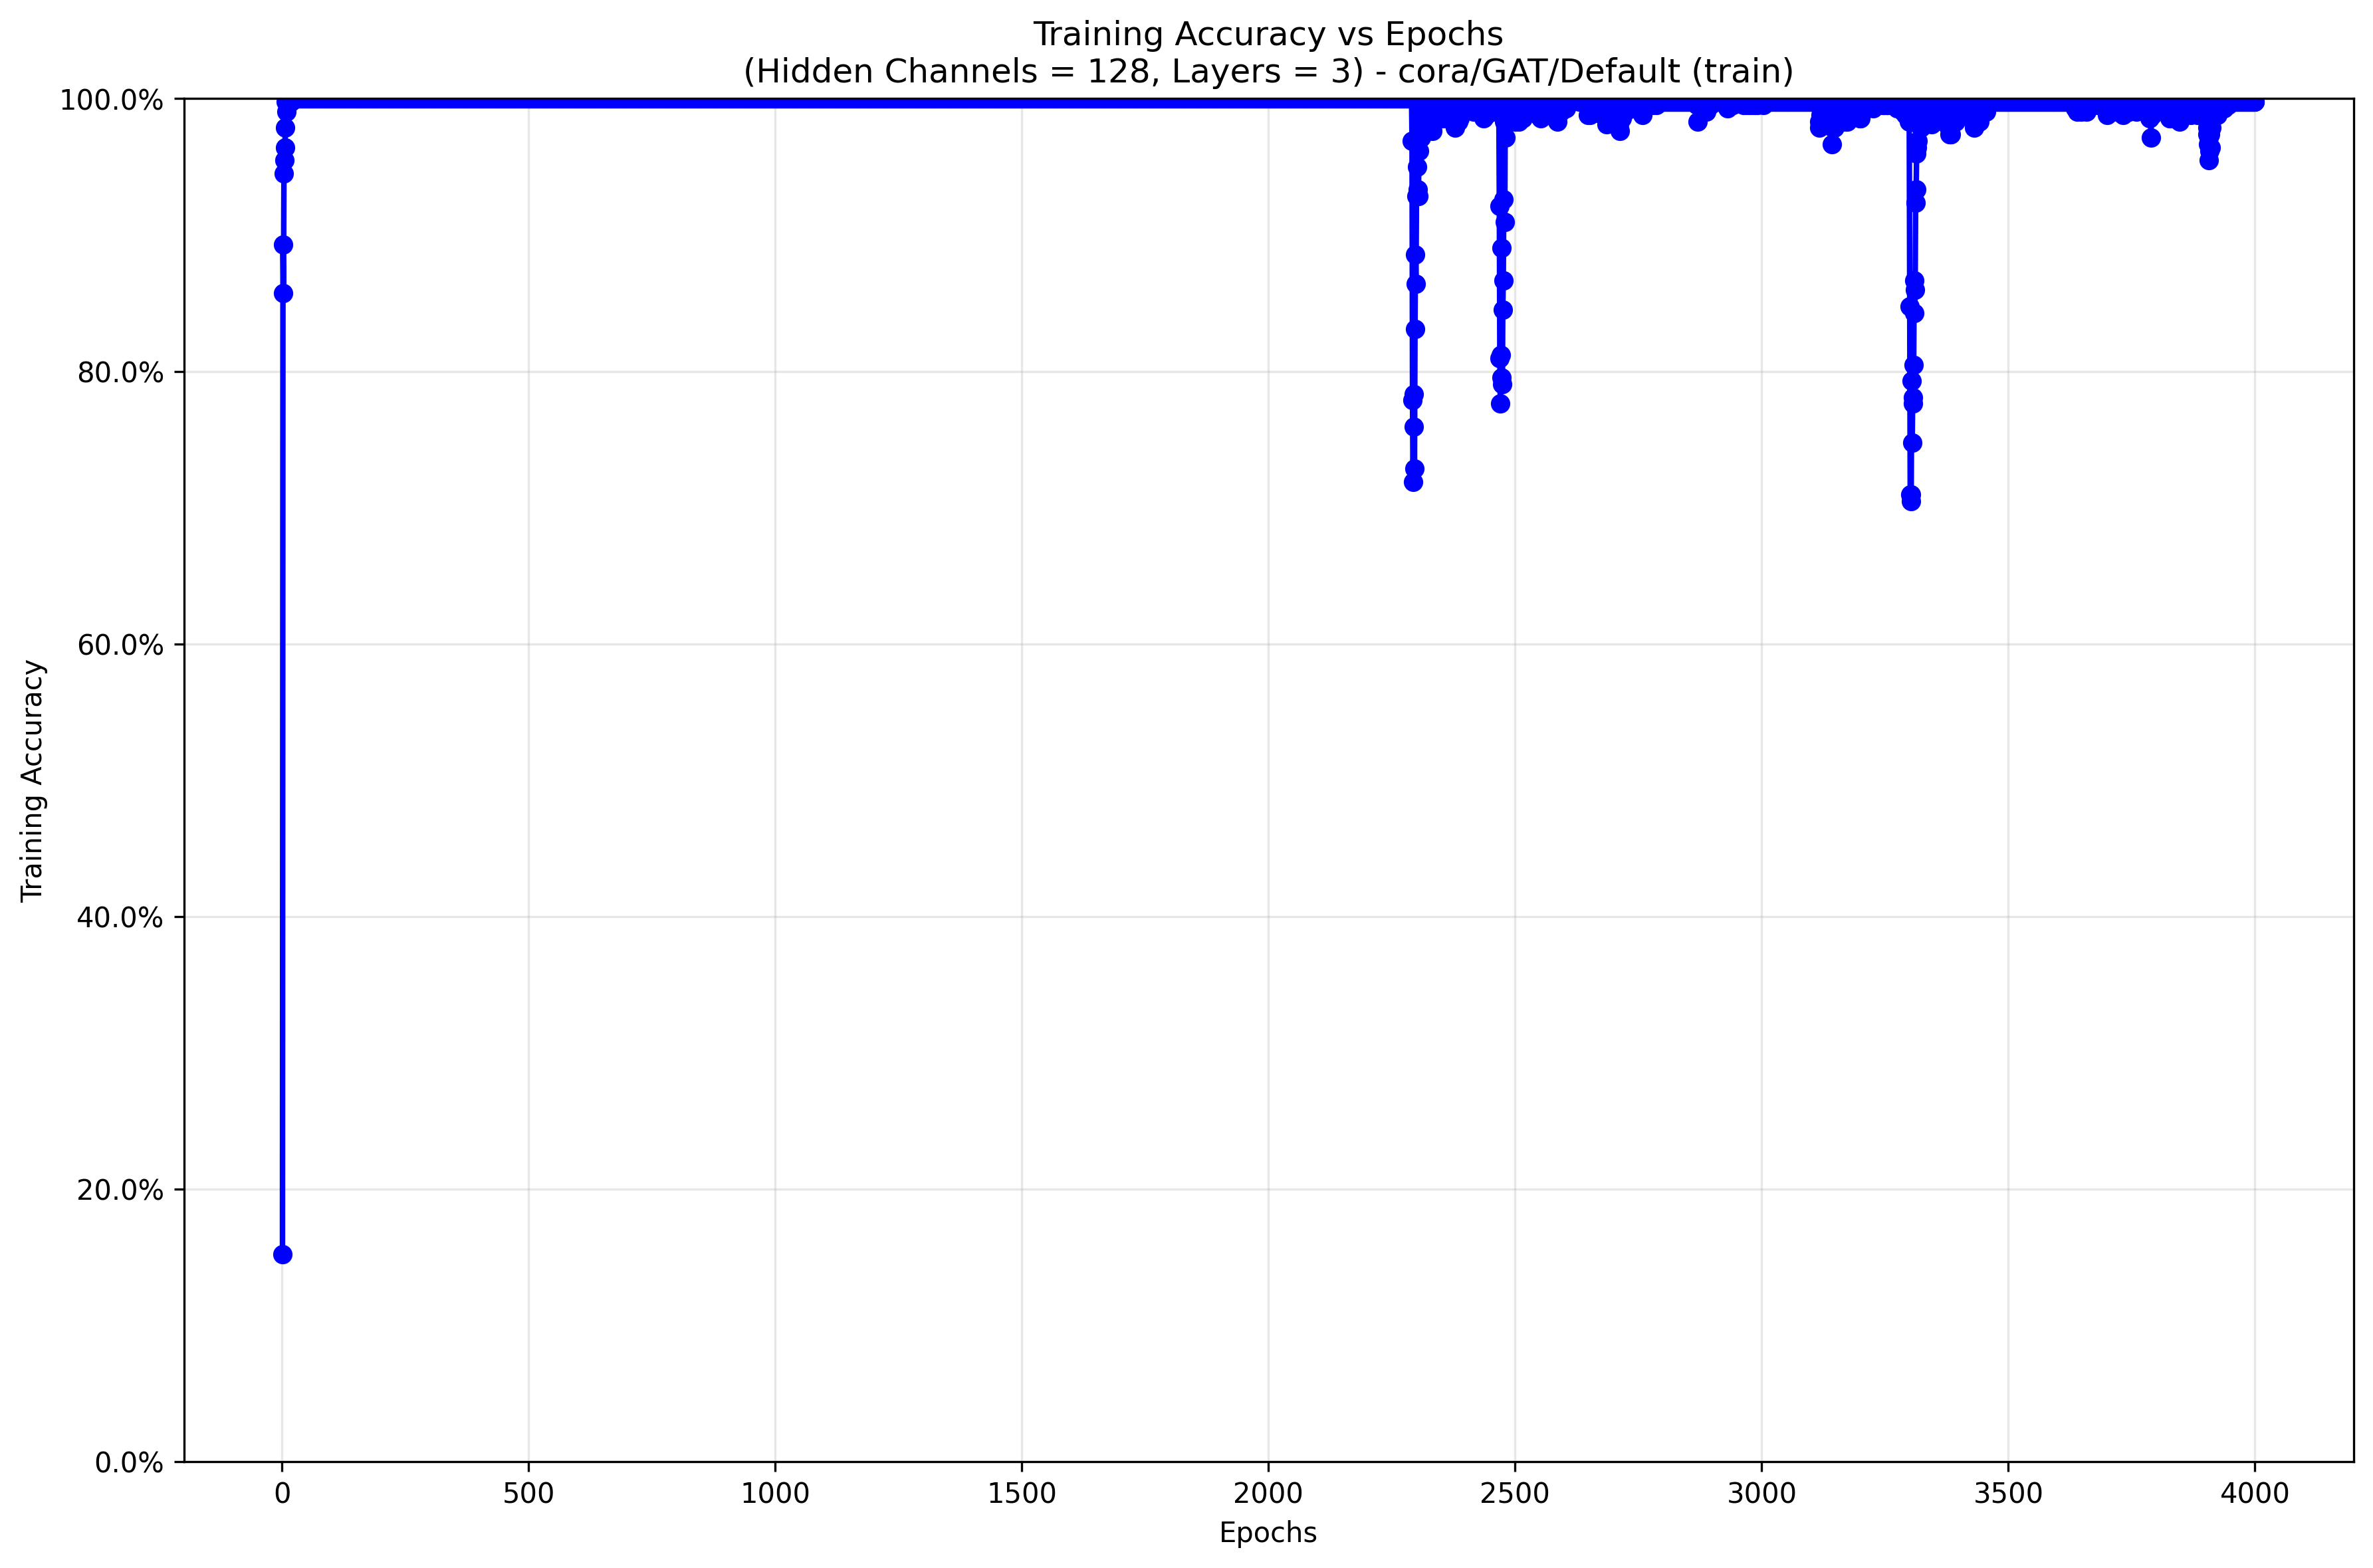 Training Accuracy vs Epochs
(Hidden Channels = 128, Layers = 3) - cora/GAT/Default (train)
100.0%
80.0%
60.0%
40.0%
20.0%
0.0%
Training Accuracy
0 500 1000 1500 2000 2500 3000 3500 4000
Epochs